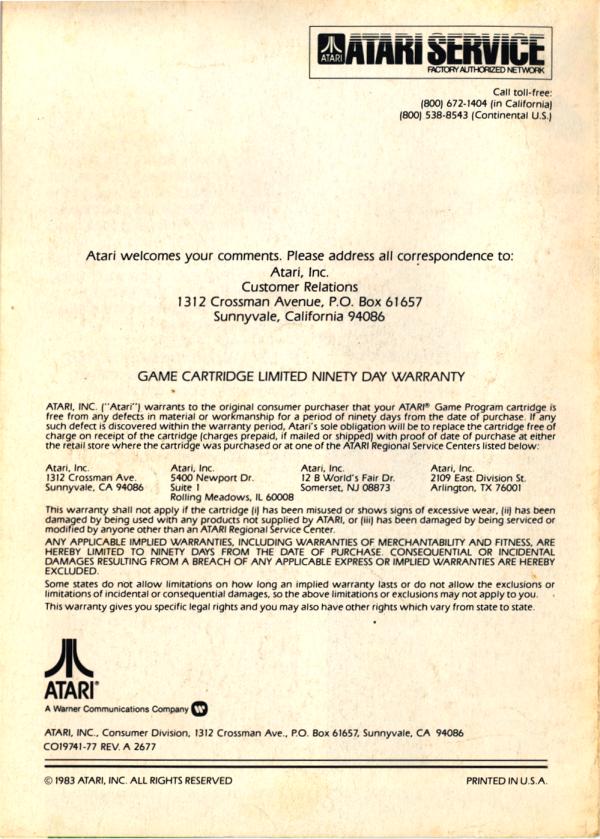 ATARI ATARI SERVICE
FACTORY AUTHORIZED NETWORK
Call toll-free:
(800) 672-1404 (in California)
(800) 538-8543 (Continental U.S.)
Atari welcomes your comments. Please address all correspondence to:
Atari, Inc.
Customer Relations
1312 Crossman Avenue, P.O. Box 61657
Sunnyvale, California 94086
GAME CARTRIDGE LIMITED NINETY DAY WARRANTY
ATARI, INC. ("Atari") warrants to the original consumer purchaser that your ATARI® Game Program cartridge is
free from any defects in material or workmanship for a period of ninety days from the date of purchase. If any
such defect is discovered within the warranty period, Atari's sole obligation will be to replace the cartridge free of
charge on receipt of the cartridge (charges prepaid, if mailed or shipped) with proof of date of purchase at either
the retail store where the cartridge was purchased or at one of the ATARI Regional Service Centers listed below:
Atari, Inc. Atari, Inc. Atari, Inc. Atari, Inc.
1312 Crossman Ave. 5400 Newport Dr. 12 B World's Fair Dr. 2109 East Division St.
Sunnyvale, CA 94086 Suite 1 Somerset, NJ 08873 Arlington, TX 76001
Rolling Meadows, IL 60008
This warranty shall not apply if the cartridge (i) has been misused or shows signs of excessive wear, (ii) has been
damaged by being used with any products not supplied by ATARI, or (iii) has been damaged by being serviced or
modified by anyone other than an ATARI Regional Service Center.
ANY APPLICABLE IMPLIED WARRANTIES, INCLUDING WARRANTIES OF MERCHANTABILITY AND FITNESS, ARE
HEREBY LIMITED TO NINETY DAYS FROM THE DATE OF PURCHASE. CONSEQUENTIAL OR INCIDENTAL
DAMAGES RESULTING FROM A BREACH OF ANY APPLICABLE EXPRESS OR IMPLIED WARRANTIES ARE HEREBY
EXCLUDED.
Some states do not allow limitations on how long an implied warranty lasts or do not allow the exclusions or
limitations of incidental or consequential damages, so the above limitations or exclusions may not apply to you.
This warranty gives you specific legal rights and you may also have other rights which vary from state to state.
ATARI®
A Warner Communications Company
ATARI, INC., Consumer Division, 1312 Crossman Ave., P.O. Box 61657, Sunnyvale, CA 94086
CO19741-77 REV. A 2677
© 1983 ATARI, INC. ALL RIGHTS RESERVED PRINTED IN U.S.A.